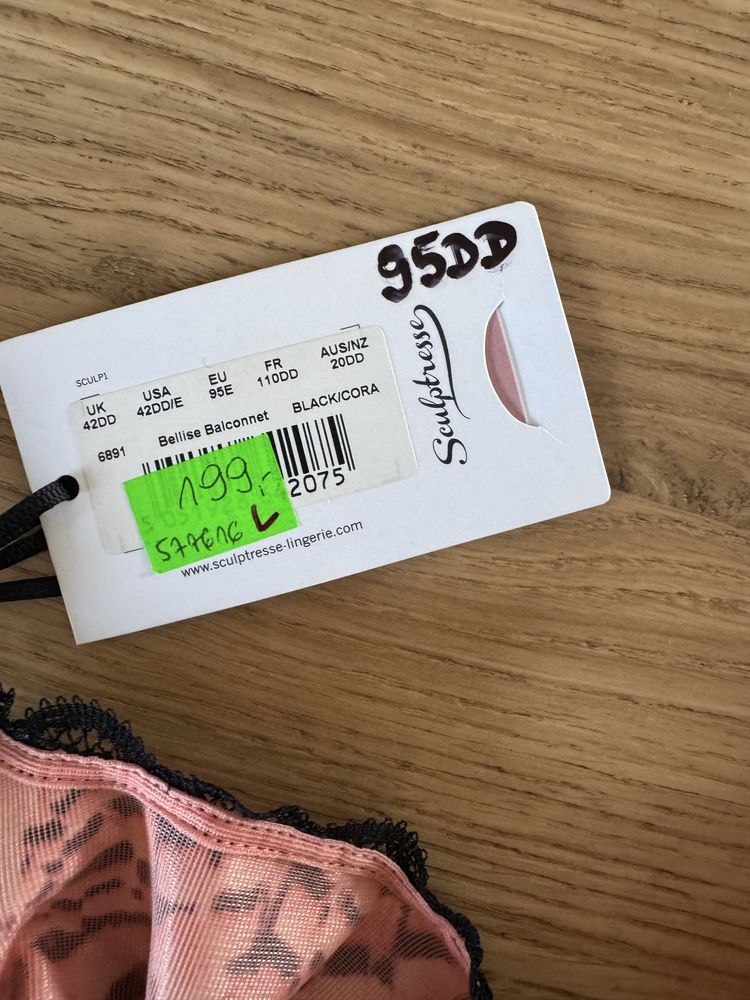 95DD
Sculptresse
SCULP1
UK USA EU FR AUS/NZ
42DD 42DD/E 95E 110DD 20DD
6891 Bellise Balconnet BLACK/CORA
2075
199,-
577616
www.sculptresse-lingerie.com